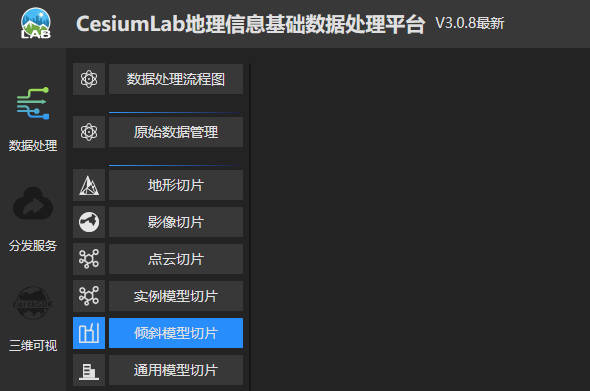 LAB
CesiumLab地理信息基础数据处理平台 V3.0.8最新
数据处理
分发服务
三维可视
数据处理流程图
原始数据管理
地形切片
影像切片
点云切片
实例模型切片
倾斜模型切片
通用模型切片